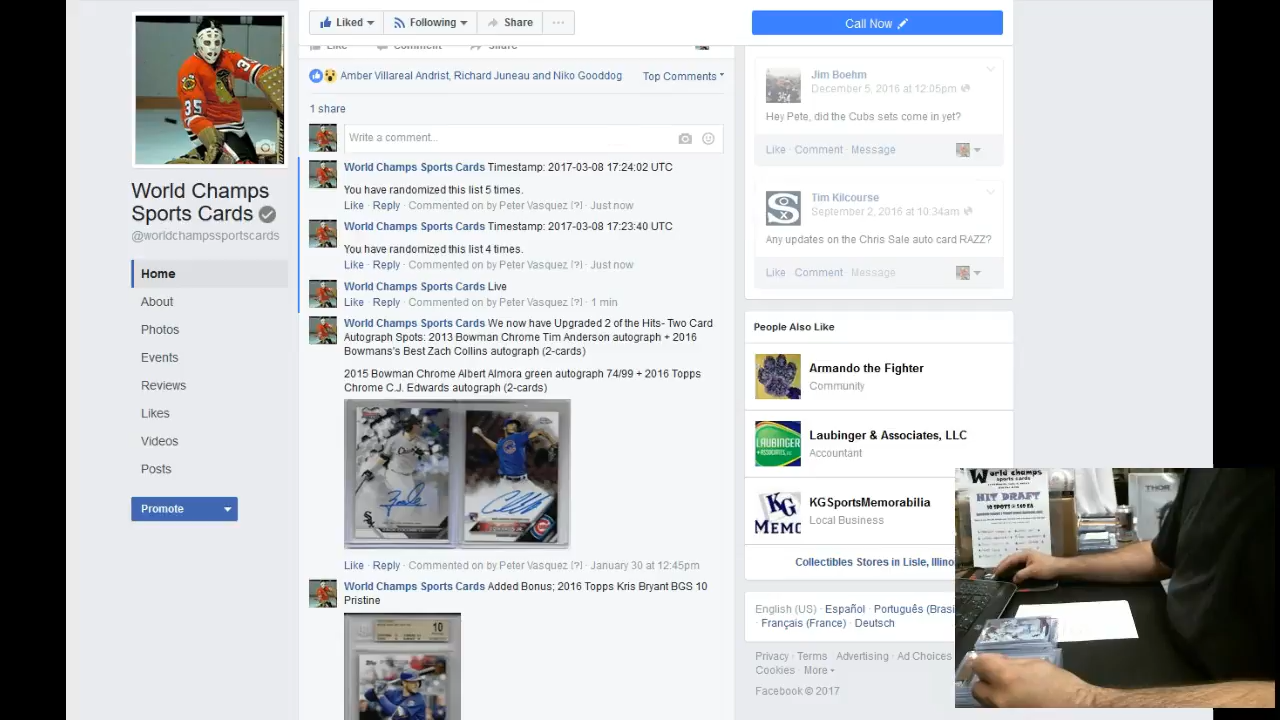 Liked
Following
Share
Call Now
Like Comment Share
Amber Villareal Andrist, Richard Juneau and Niko Gooddog
Top Comments
1 share
Write a comment...
World Champs Sports Cards Timestamp: 2017-03-08 17:24:02 UTC
You have randomized this list 5 times.
Like · Reply · Commented on by Peter Vasquez [?] · Just now
World Champs Sports Cards Timestamp: 2017-03-08 17:23:40 UTC
You have randomized this list 4 times.
Like · Reply · Commented on by Peter Vasquez [?] · Just now
World Champs Sports Cards Live
Like · Reply · Commented on by Peter Vasquez [?] · 1 min
World Champs Sports Cards We now have Upgraded 2 of the Hits- Two Card
Autograph Spots: 2013 Bowman Chrome Tim Anderson autograph + 2016
Bowmans's Best Zach Collins autograph (2-cards)
2015 Bowman Chrome Albert Almora green autograph 74/99 + 2016 Topps
Chrome C.J. Edwards autograph (2-cards)
Like · Reply · Commented on by Peter Vasquez [?] · January 30 at 12:45pm
World Champs Sports Cards Added Bonus: 2016 Topps Kris Bryant BGS 10
Pristine
10
35
World Champs
Sports Cards
@worldchampssportscards
Home
About
Photos
Events
Reviews
Likes
Videos
Posts
Promote
Jim Boehm
December 5, 2016 at 12:05pm
Hey Pete, did the Cubs sets come in yet?
Like · Comment · Message
Tim Kilcourse
September 2, 2016 at 10:34am
Any updates on the Chris Sale auto card RAZZ?
Like · Comment · Message
People Also Like
Armando the Fighter
Community
LAUBINGER
Laubinger & Associates, LLC
Accountant
KG
MEMO
KGSportsMemorabilia
Local Business
Collectibles Stores in Lisle, Illino
English (US) · Español · Português (Brasi
· Français (France) · Deutsch
Privacy · Terms · Advertising · Ad Choices
Cookies · More
Facebook © 2017
World champs
sports cards
HIT DRAFT
THOR